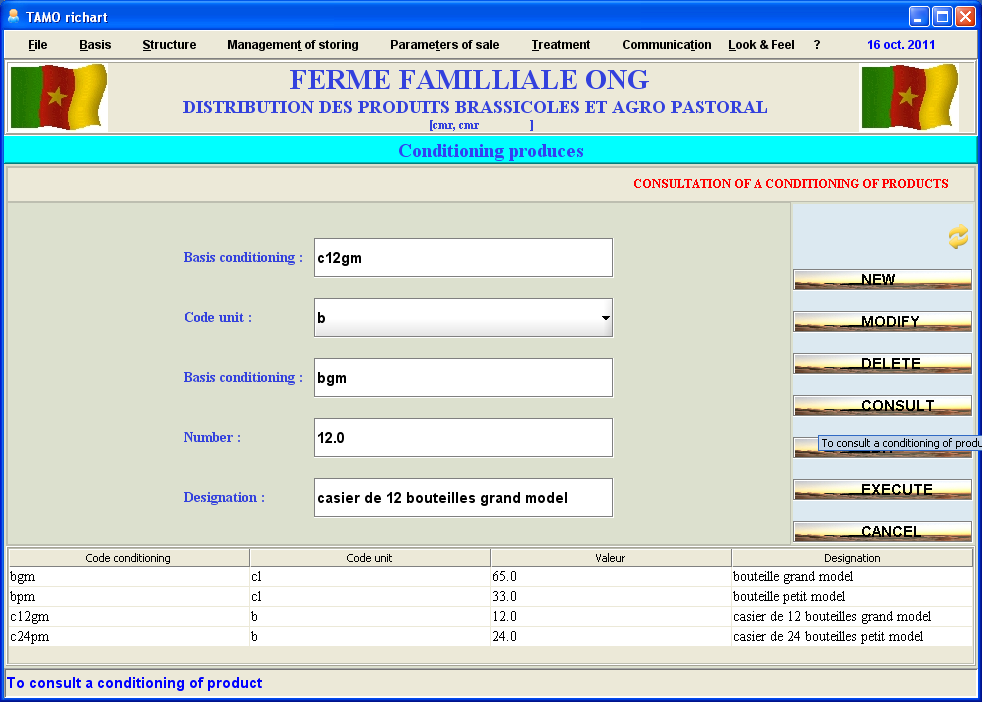 TAMO richart
File Basis Structure Management of storing Parameters of sale Treatment Communication Look & Feel ? 16 oct. 2011
FERME FAMILLIALE ONG
DISTRIBUTION DES PRODUITS BRASSICOLES ET AGRO PASTORAL
[cmr, cmr ]
Conditioning produces
CONSULTATION OF A CONDITIONING OF PRODUCTS
Basis conditioning : c12gm
Code unit : b
Basis conditioning : bgm
Number : 12.0
Designation : casier de 12 bouteilles grand model
NEW
MODIFY
DELETE
CONSULT
To consult a conditioning of produ
EXECUTE
CANCEL
Code conditioning Code unit Valeur Designation
bgm cl 65.0 bouteille grand model
bpm cl 33.0 bouteille petit model
c12gm b 12.0 casier de 12 bouteilles grand model
c24pm b 24.0 casier de 24 bouteilles petit model
To consult a conditioning of product